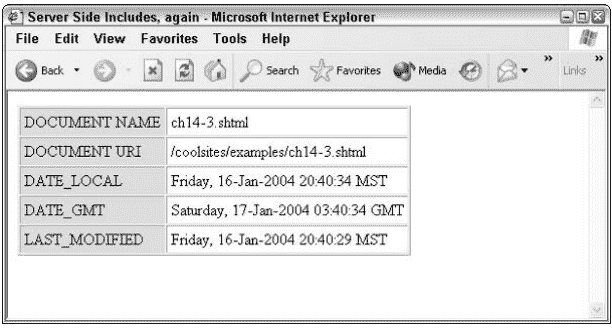 Server Side Includes, again - Microsoft Internet Explorer
File Edit View Favorites Tools Help
Back Search Favorites Media » Links »
DOCUMENT NAME ch14-3.shtml
DOCUMENT URI /coolsites/examples/ch14-3.shtml
DATE_LOCAL Friday, 16-Jan-2004 20:40:34 MST
DATE_GMT Saturday, 17-Jan-2004 03:40:34 GMT
LAST_MODIFIED Friday, 16-Jan-2004 20:40:29 MST